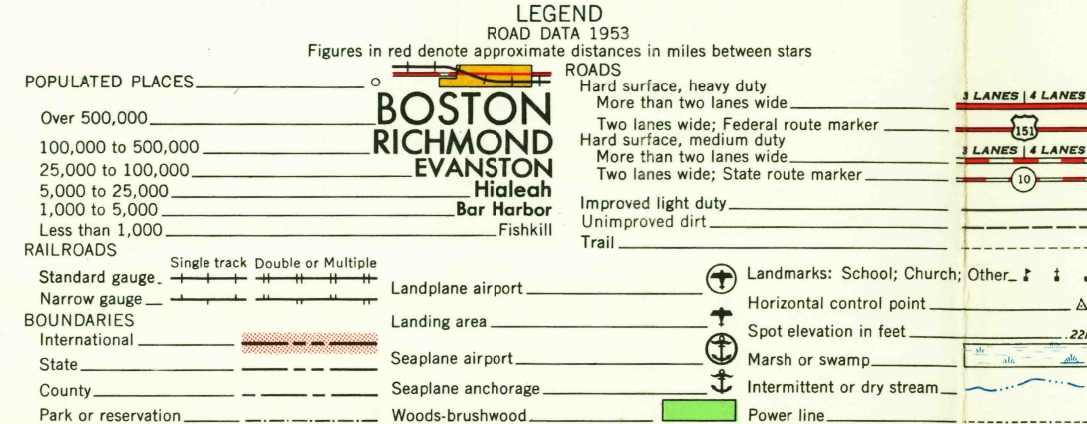 LEGEND
ROAD DATA 1953
Figures in red denote approximate distances in miles between stars
POPULATED PLACES
Over 500,000 BOSTON
100,000 to 500,000 RICHMOND
25,000 to 100,000 EVANSTON
5,000 to 25,000 Hialeah
1,000 to 5,000 Bar Harbor
Less than 1,000 Fishkill
RAILROADS
Single track Double or Multiple
Standard gauge
Narrow gauge
BOUNDARIES
International
State
County
Park or reservation
ROADS
Hard surface, heavy duty
More than two lanes wide 3 LANES | 4 LANES
Two lanes wide; Federal route marker 151
Hard surface, medium duty
More than two lanes wide 3 LANES | 4 LANES
Two lanes wide; State route marker 10
Improved light duty
Unimproved dirt
Trail
Landplane airport
Landing area
Seaplane airport
Seaplane anchorage
Woods-brushwood
Landmarks: School; Church; Other
Horizontal control point
Spot elevation in feet
Marsh or swamp
Intermittent or dry stream
Power line